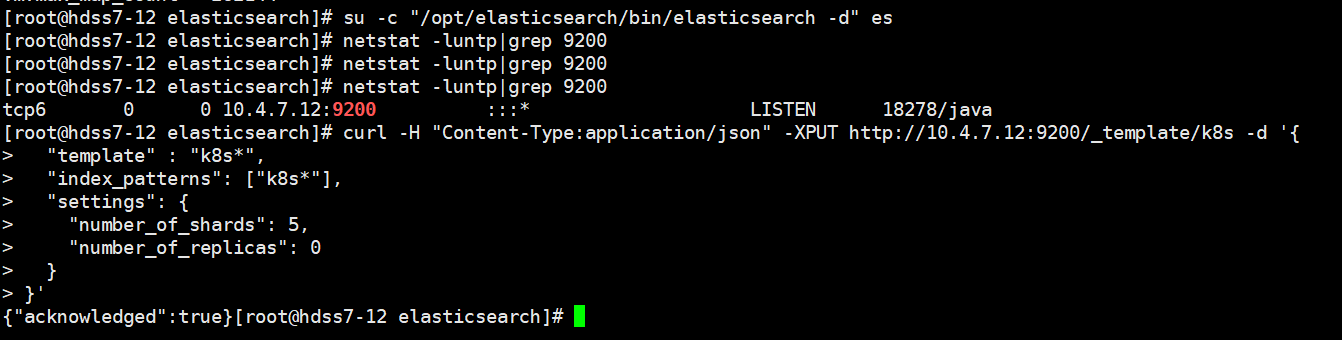 [root@hdss7-12 elasticsearch]# su -c "/opt/elasticsearch/bin/elasticsearch -d" es
[root@hdss7-12 elasticsearch]# netstat -luntp|grep 9200
[root@hdss7-12 elasticsearch]# netstat -luntp|grep 9200
[root@hdss7-12 elasticsearch]# netstat -luntp|grep 9200
tcp6       0      0 10.4.7.12:9200          :::*                    LISTEN      18278/java
[root@hdss7-12 elasticsearch]# curl -H "Content-Type:application/json" -XPUT http://10.4.7.12:9200/_template/k8s -d '{
>   "template" : "k8s*",
>   "index_patterns": ["k8s*"],
>   "settings": {
>     "number_of_shards": 5,
>     "number_of_replicas": 0
>   }
> }'
{"acknowledged":true}[root@hdss7-12 elasticsearch]#